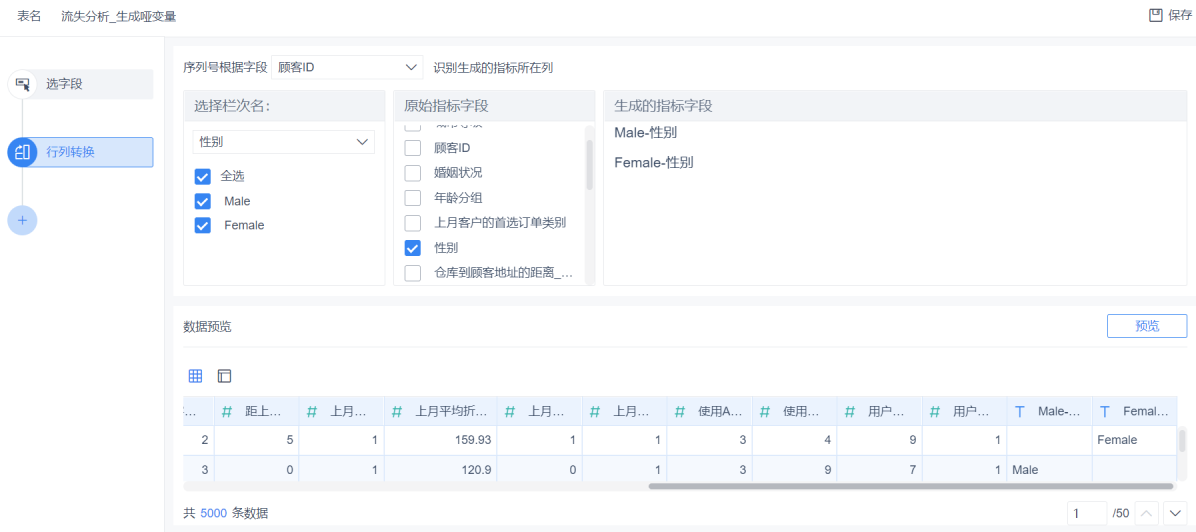 表名 流失分析_生成哑变量 保存
选字段
行列转换
序列号根据字段 顾客ID 识别生成的指标所在列
选择栏次名:
性别
全选
Male
Female
原始指标字段
顾客ID
婚姻状况
年龄分组
上月客户的首选订单类别
性别
仓库到顾客地址的距离_...
生成的指标字段
Male-性别
Female-性别
数据预览 预览
... # 距上... # 上月... # 上月平均折... # 上月... # 上月... # 使用A... # 使用... # 用户... # 用户... T Male-... T Femal...
2 5 1 159.93 1 1 3 4 9 1 Female
3 0 1 120.9 0 1 3 9 7 1 Male
共 5000 条数据 1 /50